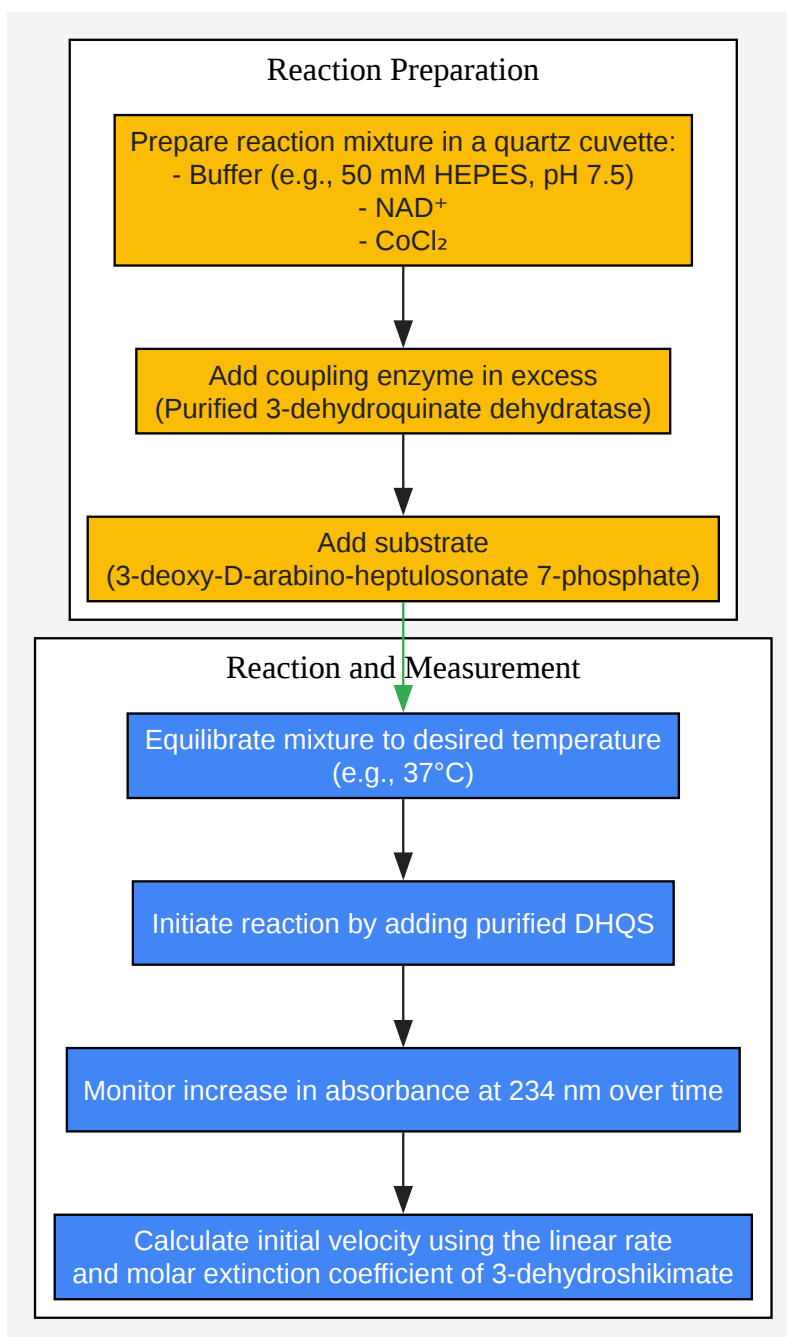 Reaction Preparation
Prepare reaction mixture in a quartz cuvette:
- Buffer (e.g., 50 mM HEPES, pH 7.5)
- NAD⁺
- CoCl₂
Add coupling enzyme in excess
(Purified 3-dehydroquinate dehydratase)
Add substrate
(3-deoxy-D-arabino-heptulosonate 7-phosphate)
Reaction and Measurement
Equilibrate mixture to desired temperature
(e.g., 37°C)
Initiate reaction by adding purified DHQS
Monitor increase in absorbance at 234 nm over time
Calculate initial velocity using the linear rate
and molar extinction coefficient of 3-dehydroshikimate